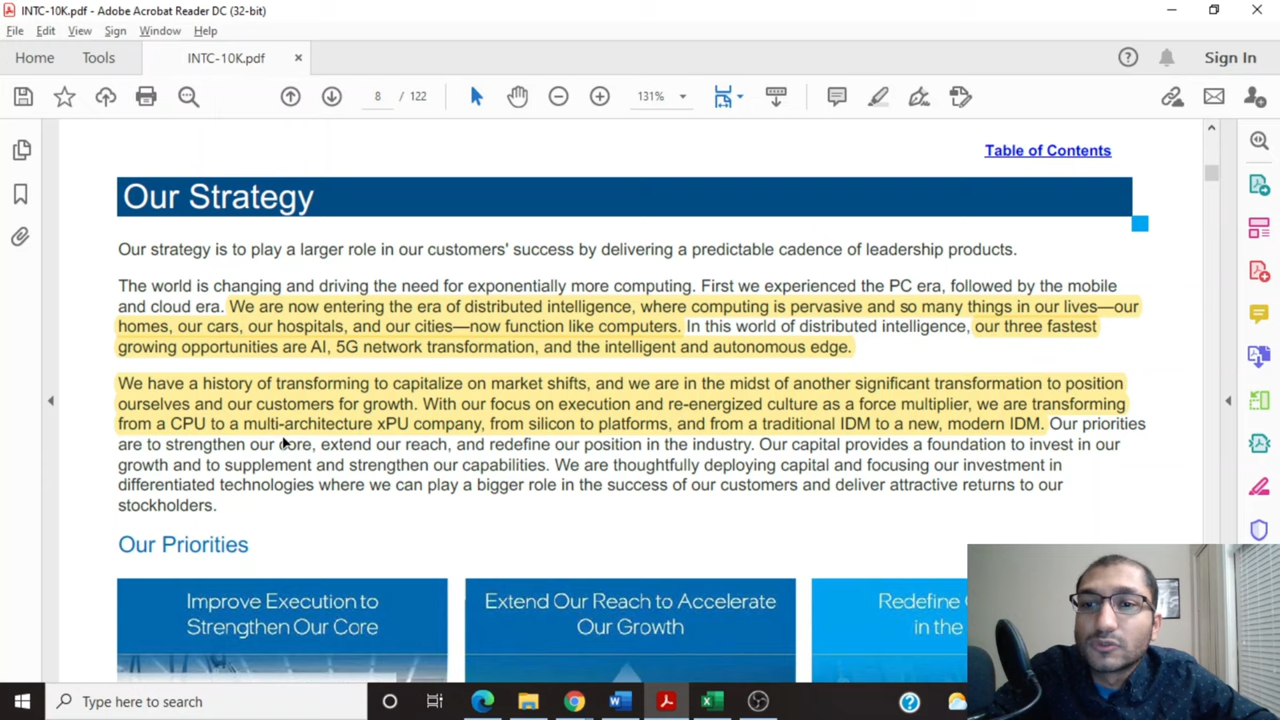 INTC-10K.pdf - Adobe Acrobat Reader DC (32-bit)
File Edit View Sign Window Help
Home Tools INTC-10K.pdf × Sign In
8 / 122 131%
Table of Contents
Our Strategy
Our strategy is to play a larger role in our customers' success by delivering a predictable cadence of leadership products.
The world is changing and driving the need for exponentially more computing. First we experienced the PC era, followed by the mobile
and cloud era. We are now entering the era of distributed intelligence, where computing is pervasive and so many things in our lives—our
homes, our cars, our hospitals, and our cities—now function like computers. In this world of distributed intelligence, our three fastest
growing opportunities are AI, 5G network transformation, and the intelligent and autonomous edge.
We have a history of transforming to capitalize on market shifts, and we are in the midst of another significant transformation to position
ourselves and our customers for growth. With our focus on execution and re-energized culture as a force multiplier, we are transforming
from a CPU to a multi-architecture xPU company, from silicon to platforms, and from a traditional IDM to a new, modern IDM. Our priorities
are to strengthen our core, extend our reach, and redefine our position in the industry. Our capital provides a foundation to invest in our
growth and to supplement and strengthen our capabilities. We are thoughtfully deploying capital and focusing our investment in
differentiated technologies where we can play a bigger role in the success of our customers and deliver attractive returns to our
stockholders.
Our Priorities
Improve Execution to
Strengthen Our Core
Extend Our Reach to Accelerate
Our Growth
Redefine
in the
Type here to search